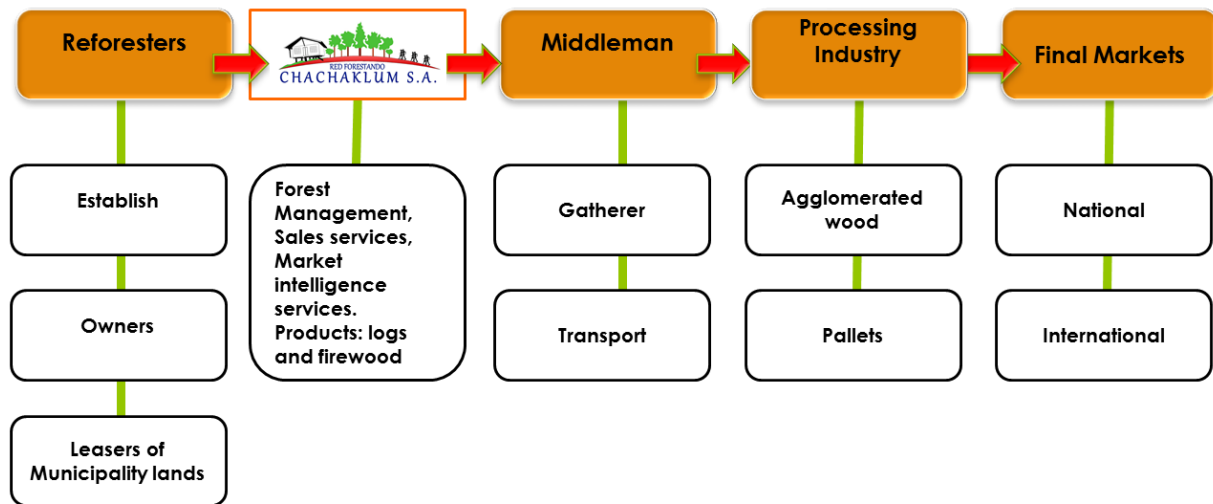 Reforesters
RED FORESTANDO
CHACHAKLUM S.A.
Middleman
Processing
Industry
Final Markets
Establish
Owners
Leasers of
Municipality lands
Forest
Management,
Sales services,
Market
intelligence
services.
Products: logs
and firewood
Gatherer
Transport
Agglomerated
wood
Pallets
National
International